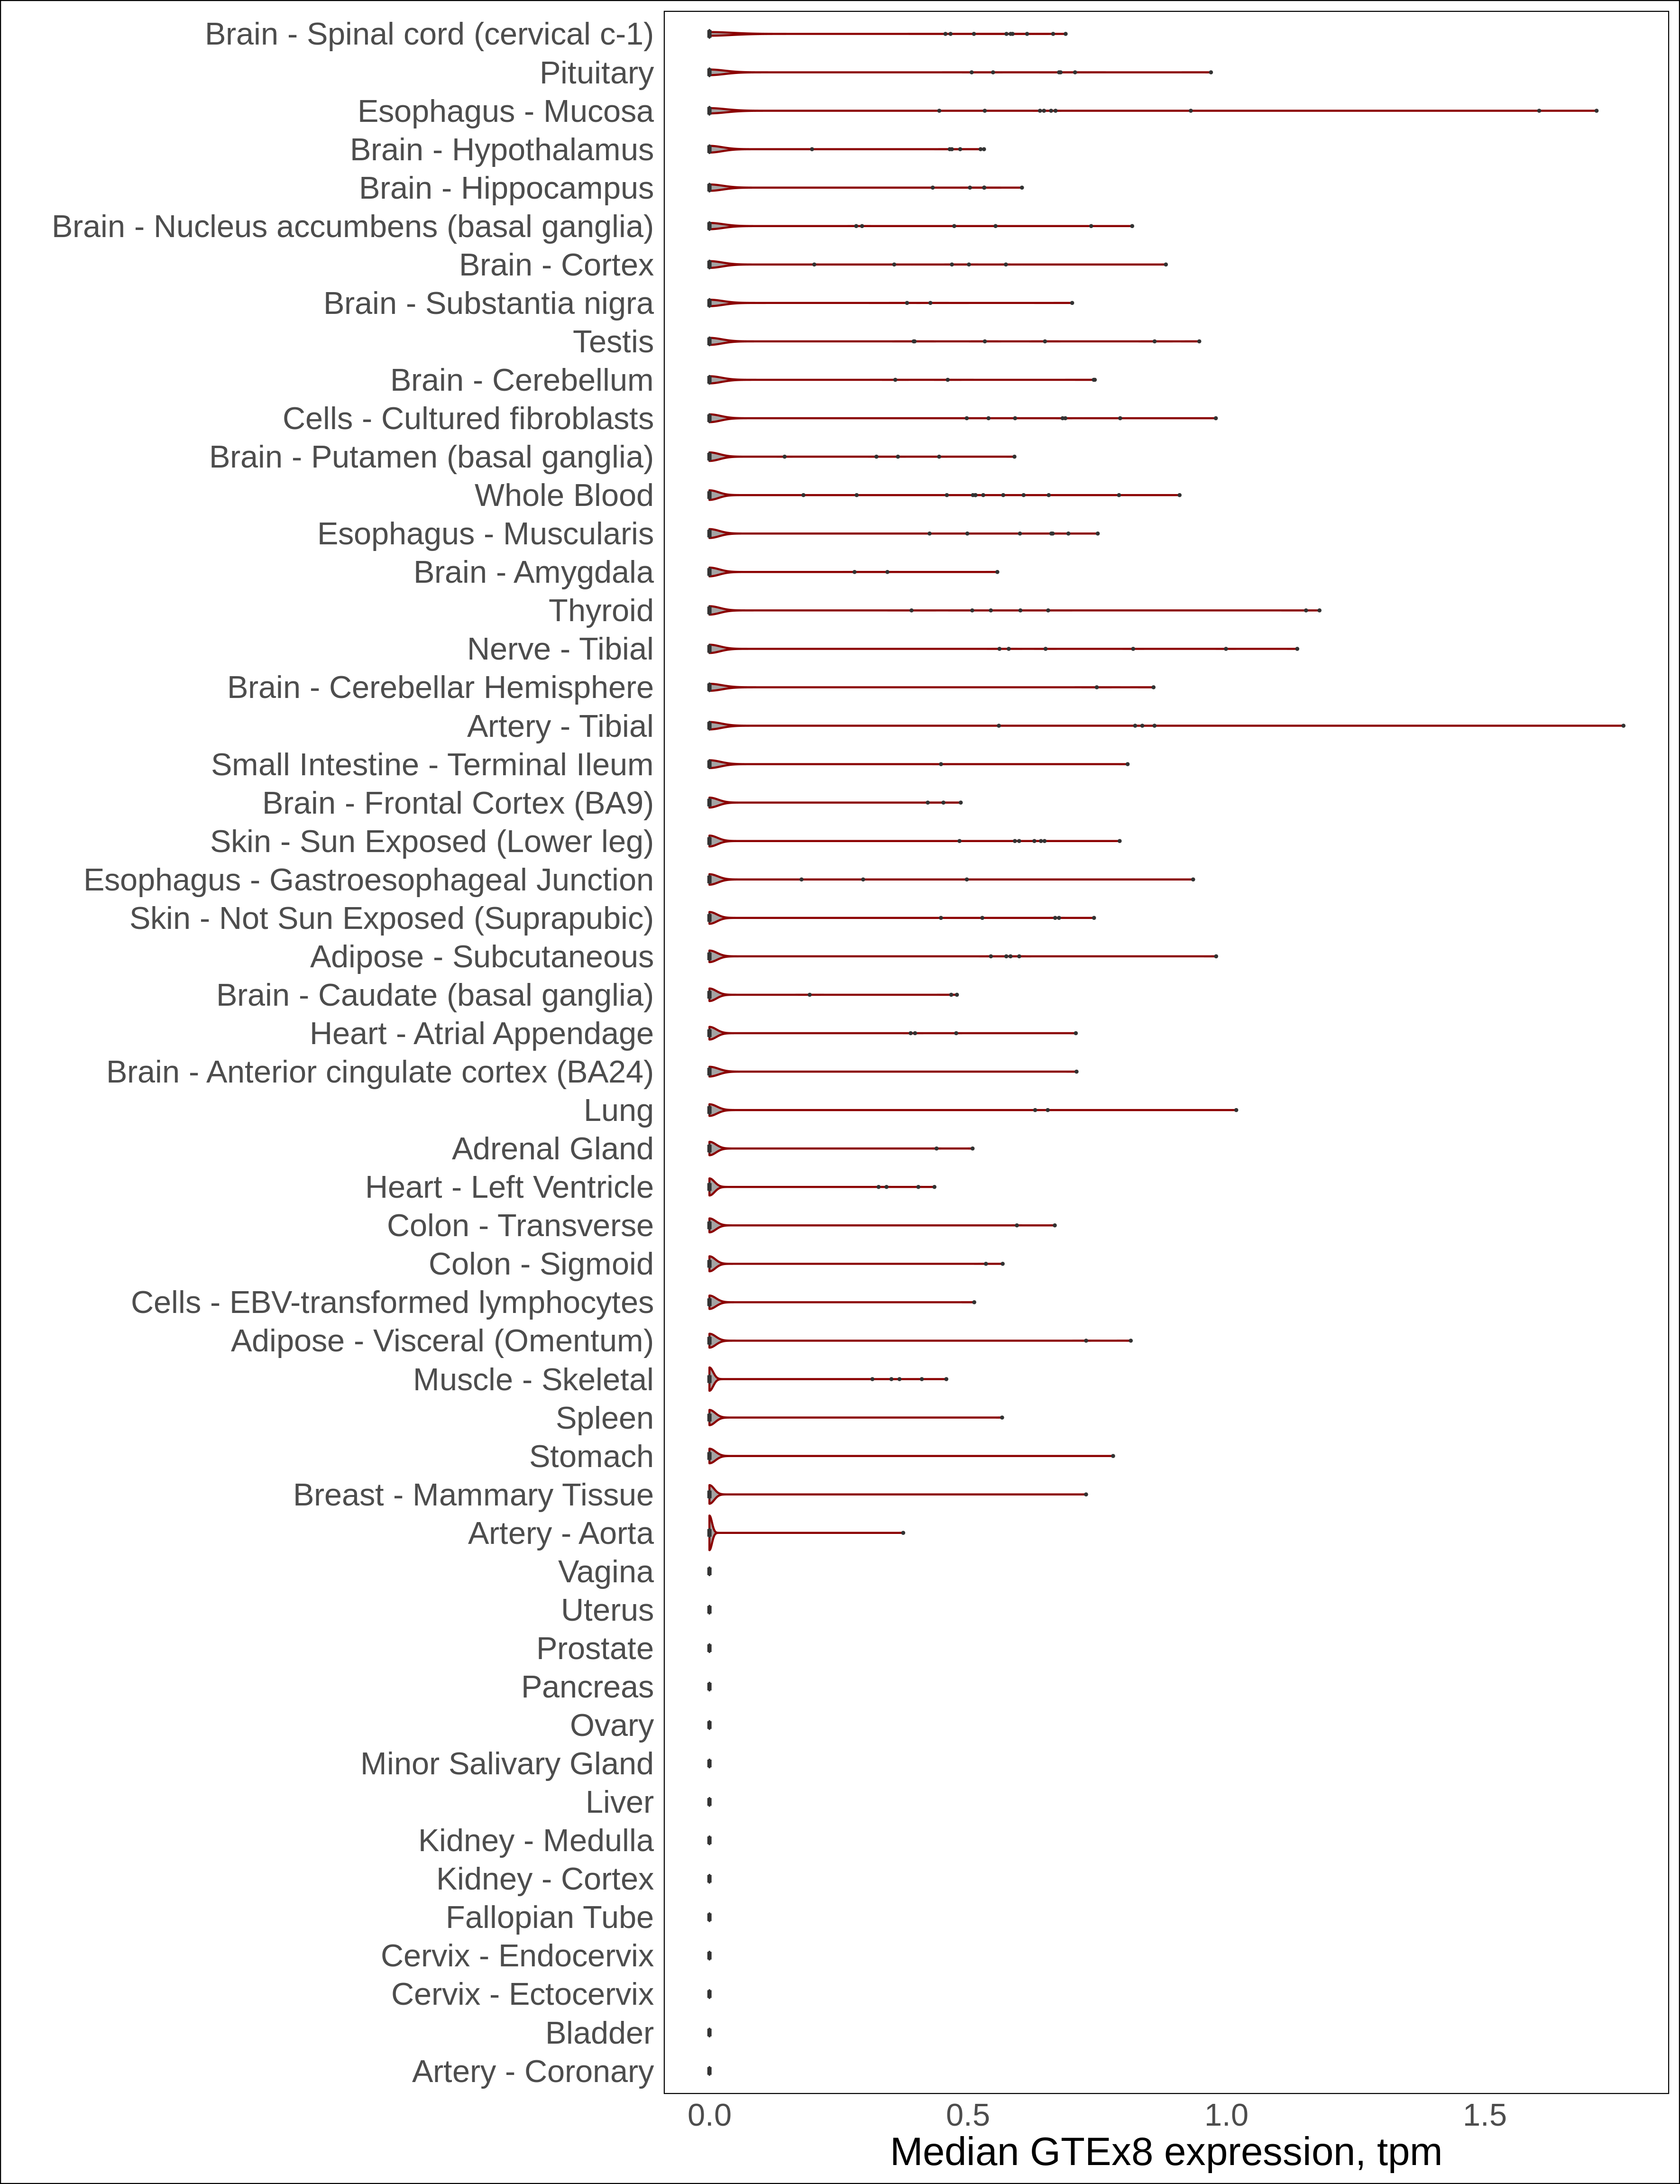 Brain - Spinal cord (cervical c-1)
Pituitary
Esophagus - Mucosa
Brain - Hypothalamus
Brain - Hippocampus
Brain - Nucleus accumbens (basal ganglia)
Brain - Cortex
Brain - Substantia nigra
Testis
Brain - Cerebellum
Cells - Cultured fibroblasts
Brain - Putamen (basal ganglia)
Whole Blood
Esophagus - Muscularis
Brain - Amygdala
Thyroid
Nerve - Tibial
Brain - Cerebellar Hemisphere
Artery - Tibial
Small Intestine - Terminal Ileum
Brain - Frontal Cortex (BA9)
Skin - Sun Exposed (Lower leg)
Esophagus - Gastroesophageal Junction
Skin - Not Sun Exposed (Suprapubic)
Adipose - Subcutaneous
Brain - Caudate (basal ganglia)
Heart - Atrial Appendage
Brain - Anterior cingulate cortex (BA24)
Lung
Adrenal Gland
Heart - Left Ventricle
Colon - Transverse
Colon - Sigmoid
Cells - EBV-transformed lymphocytes
Adipose - Visceral (Omentum)
Muscle - Skeletal
Spleen
Stomach
Breast - Mammary Tissue
Artery - Aorta
Vagina
Uterus
Prostate
Pancreas
Ovary
Minor Salivary Gland
Liver
Kidney - Medulla
Kidney - Cortex
Fallopian Tube
Cervix - Endocervix
Cervix - Ectocervix
Bladder
Artery - Coronary
0.0 0.5 1.0 1.5
Median GTEx8 expression, tpm